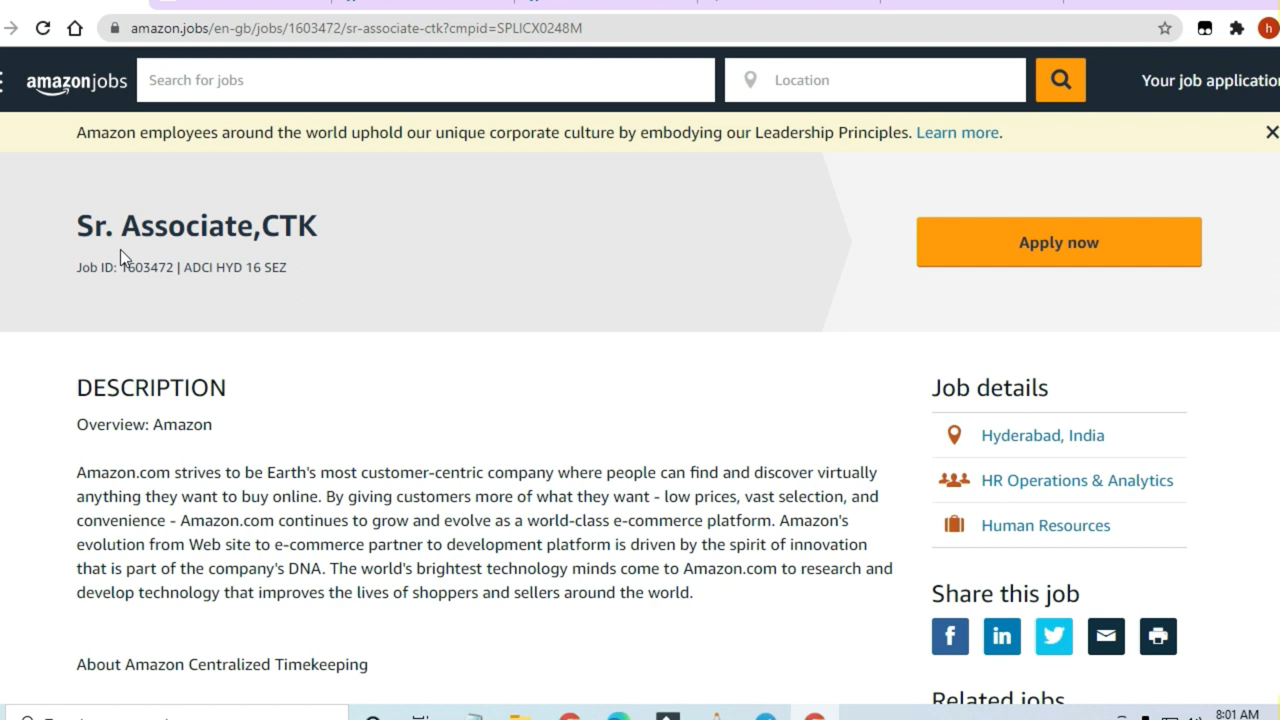 amazon.jobs/en-gb/jobs/1603472/sr-associate-ctk?cmpid=SPLICX0248M
h
amazon jobs
Search for jobs
Location
Your job application
Amazon employees around the world uphold our unique corporate culture by embodying our Leadership Principles. Learn more.
Sr. Associate,CTK
Apply now
Job ID: 1603472 | ADCI HYD 16 SEZ
DESCRIPTION
Overview: Amazon
Amazon.com strives to be Earth's most customer-centric company where people can find and discover virtually
anything they want to buy online. By giving customers more of what they want - low prices, vast selection, and
convenience - Amazon.com continues to grow and evolve as a world-class e-commerce platform. Amazon's
evolution from Web site to e-commerce partner to development platform is driven by the spirit of innovation
that is part of the company's DNA. The world's brightest technology minds come to Amazon.com to research and
develop technology that improves the lives of shoppers and sellers around the world.
About Amazon Centralized Timekeeping
Job details
Hyderabad, India
HR Operations & Analytics
Human Resources
Share this job
Related jobs
8:01 AM